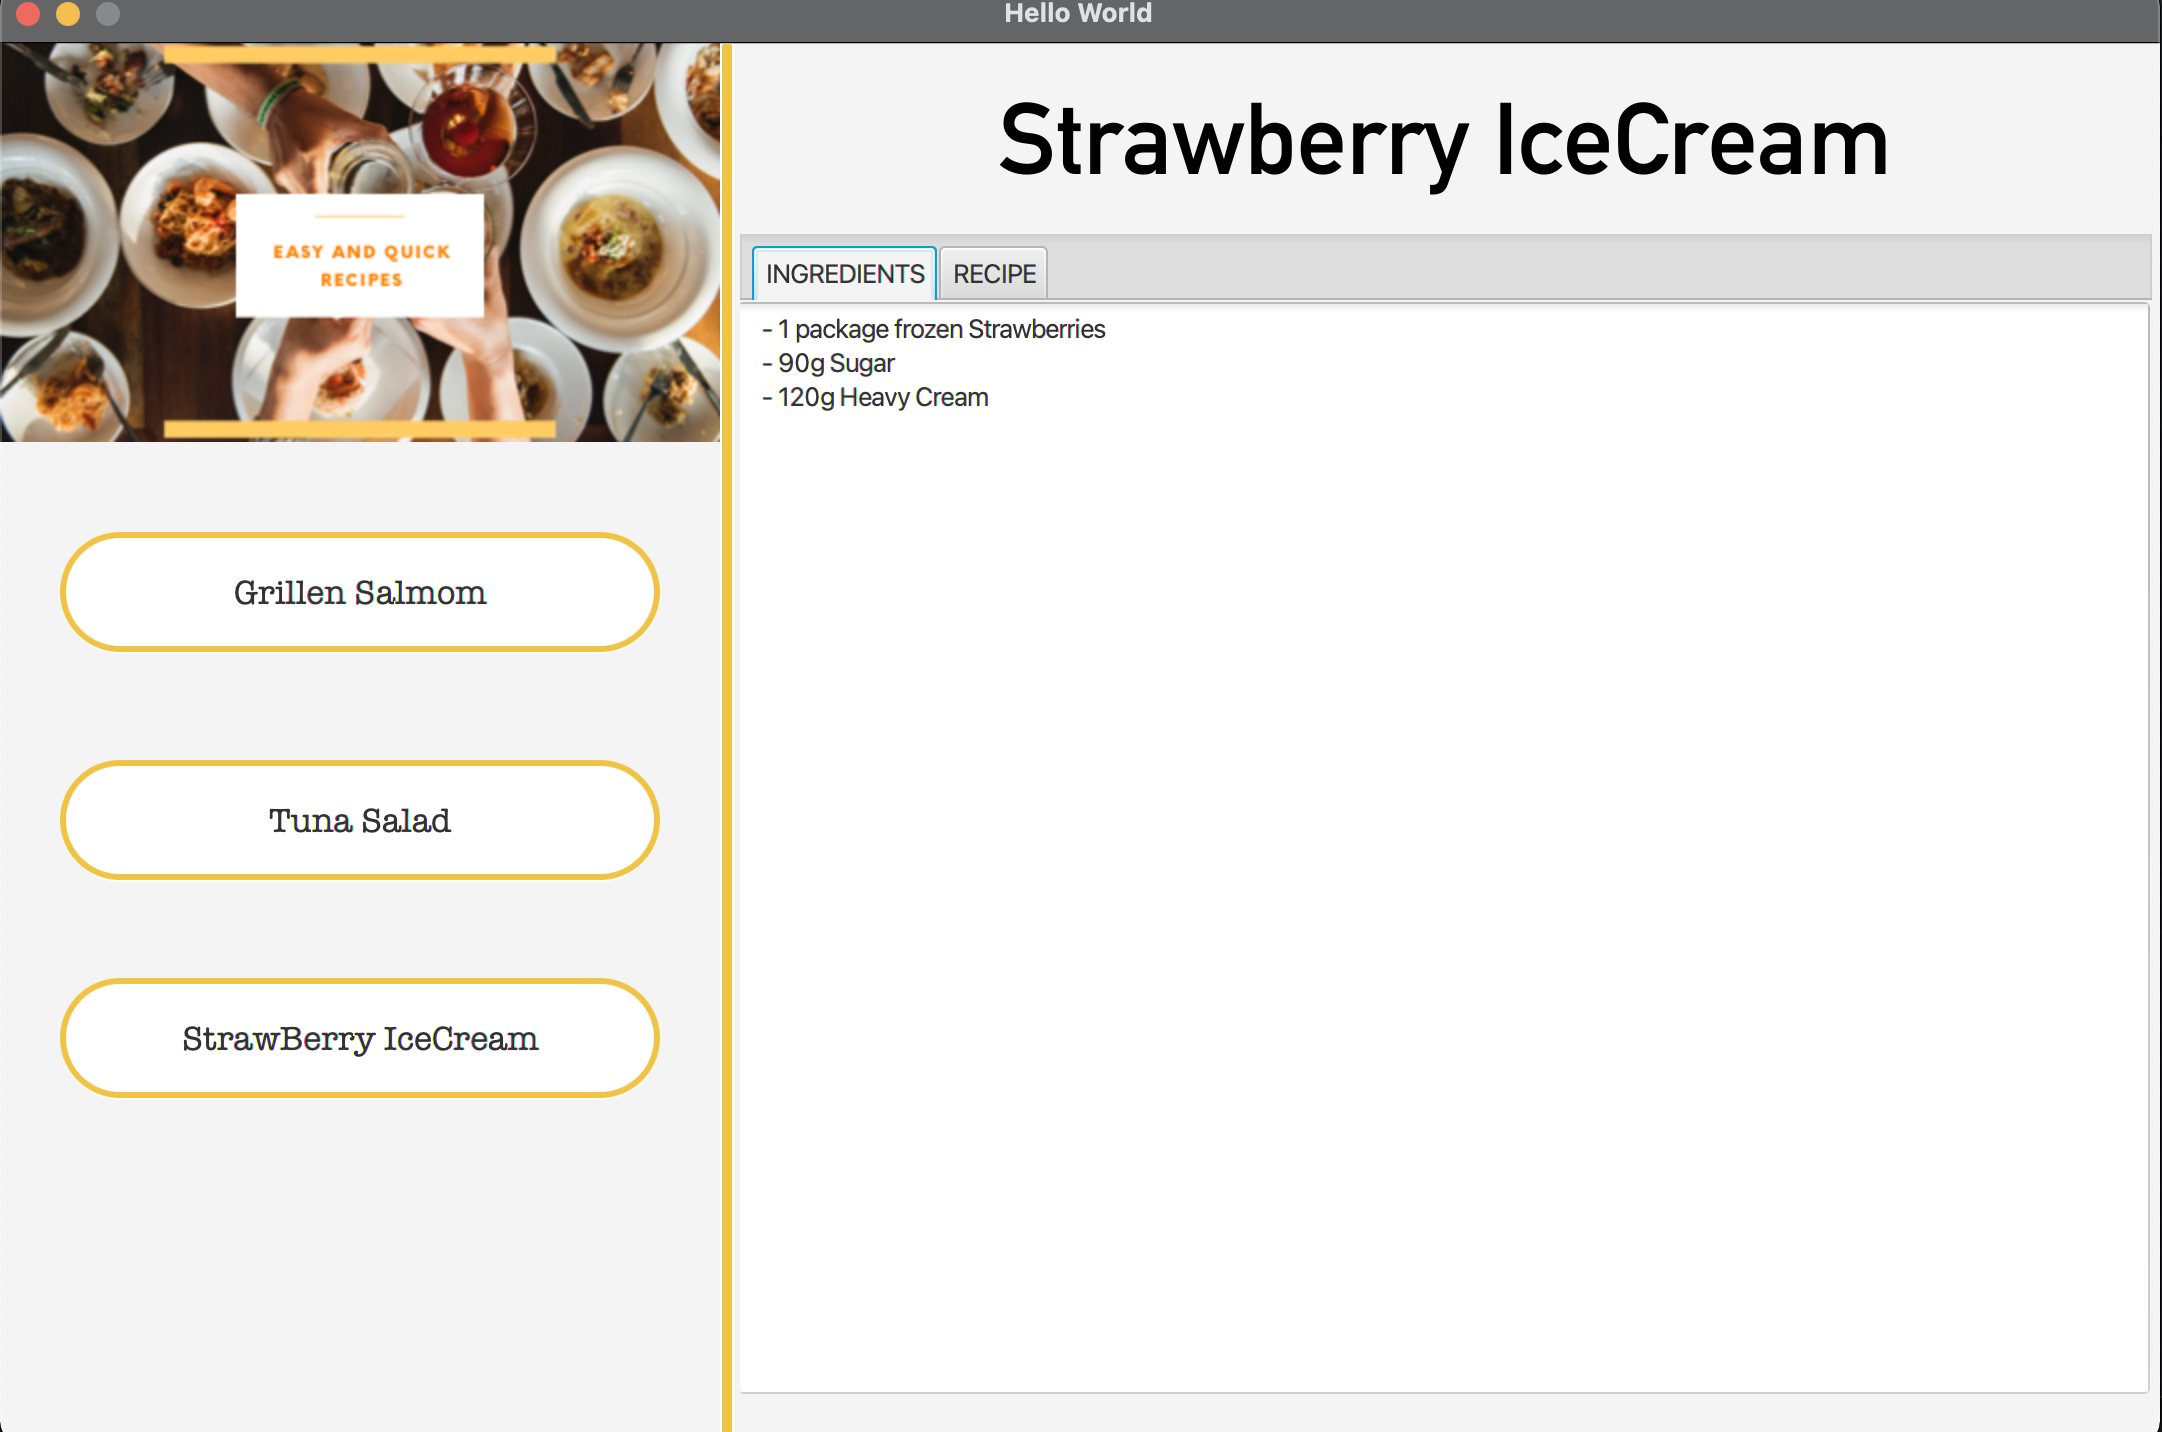 Hello World
EASY AND QUICK
RECIPES
Grillen Salmom
Tuna Salad
StrawBerry IceCream
Strawberry IceCream
INGREDIENTS RECIPE
- 1 package frozen Strawberries
- 90g Sugar
- 120g Heavy Cream